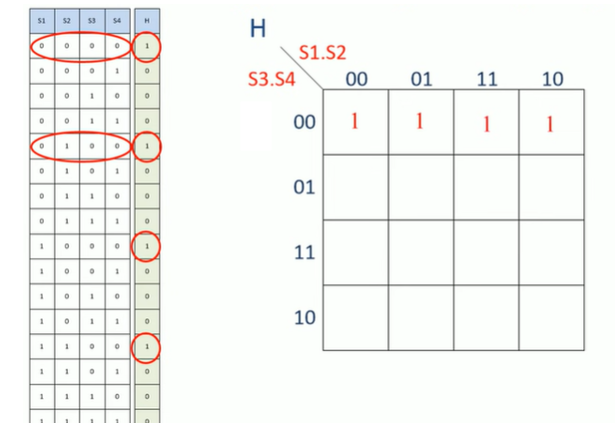 S1 S2 S3 S4 H
0 0 0 0 1
0 0 0 1 0
0 0 1 0 0
0 0 1 1 0
0 1 0 0 1
0 1 0 1 0
0 1 1 0 0
0 1 1 1 0
1 0 0 0 1
1 0 0 1 0
1 0 1 0 0
1 0 1 1 0
1 1 0 0 1
1 1 0 1 0
1 1 1 0 0
1 1 1 1 0
H
S1.S2
S3.S4 00 01 11 10
00 1 1 1 1
01
11
10